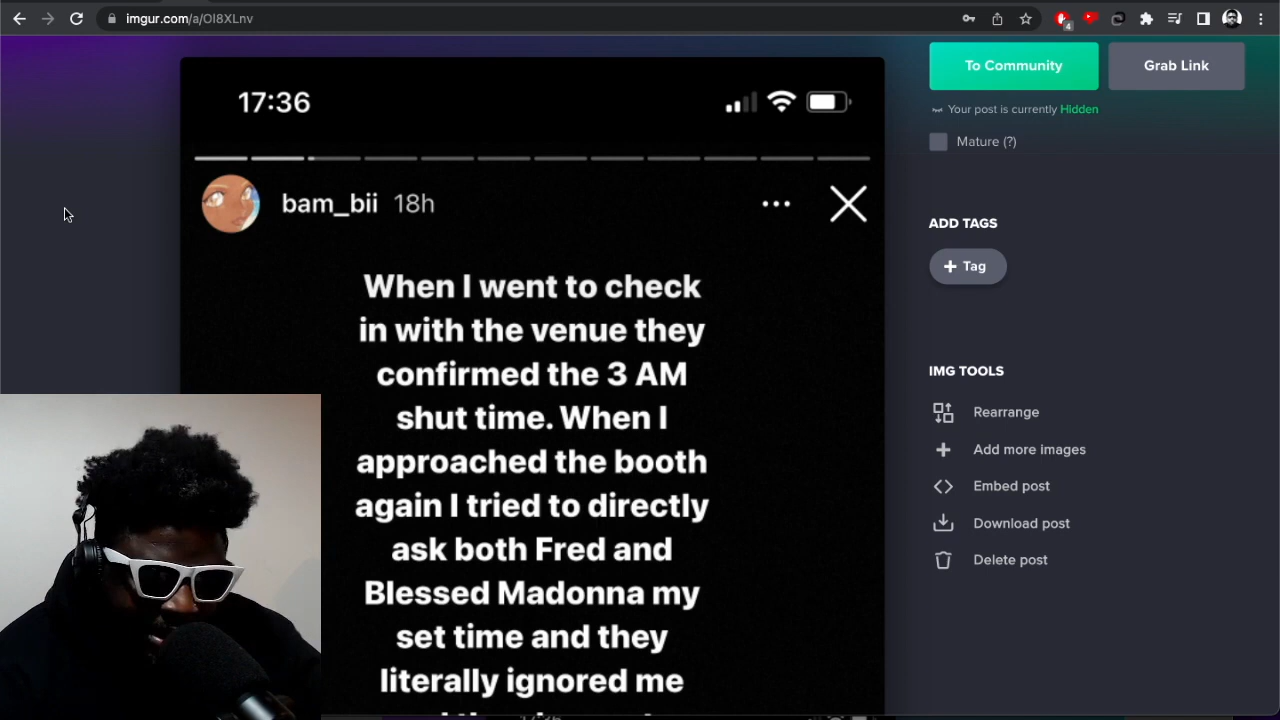 imgur.com/a/OI8XLnv
4
To Community
Grab Link
Your post is currently Hidden
Mature (?)
17:36
bam_bii 18h
When I went to check
in with the venue they
confirmed the 3 AM
shut time. When I
approached the booth
again I tried to directly
ask both Fred and
Blessed Madonna my
set time and they
literally ignored me
ADD TAGS
+ Tag
IMG TOOLS
Rearrange
Add more images
Embed post
Download post
Delete post